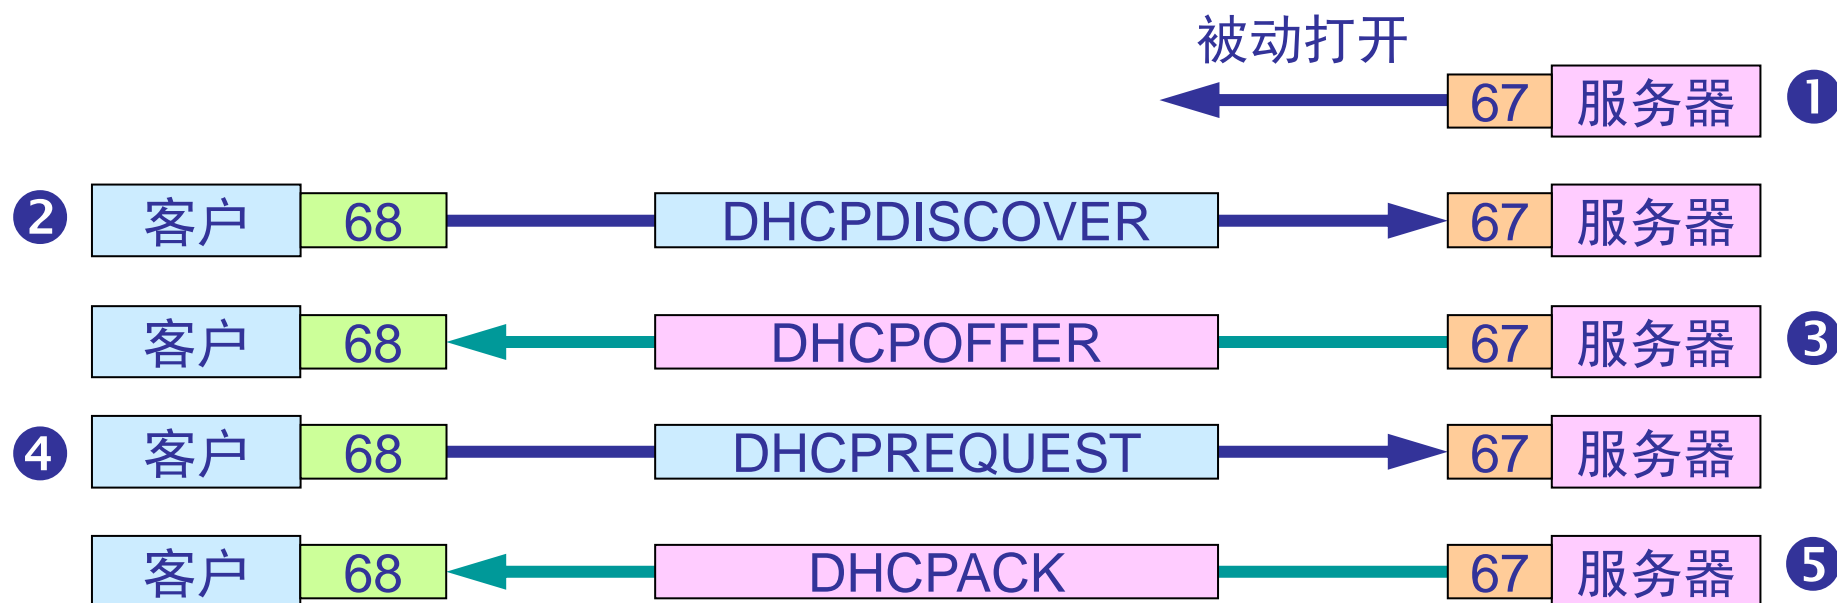 被动打开
67 服务器 ❶
❷ 客户 68 DHCPDISCOVER 67 服务器
客户 68 DHCPOFFER 67 服务器 ❸
❹ 客户 68 DHCPREQUEST 67 服务器
客户 68 DHCPACK 67 服务器 ❺